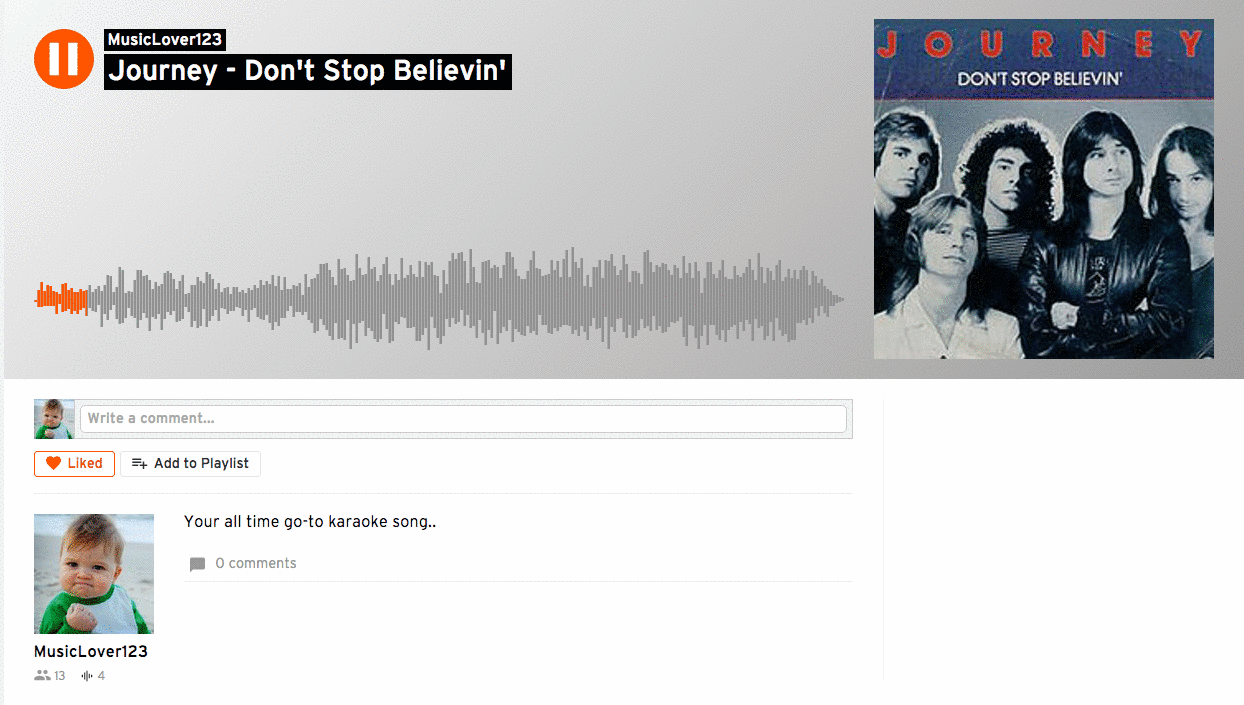 MusicLover123
Journey - Don't Stop Believin'
JOURNEY
DON'T STOP BELIEVIN'
Write a comment...
Liked
Add to Playlist
Your all time go-to karaoke song..
0 comments
MusicLover123
13 4